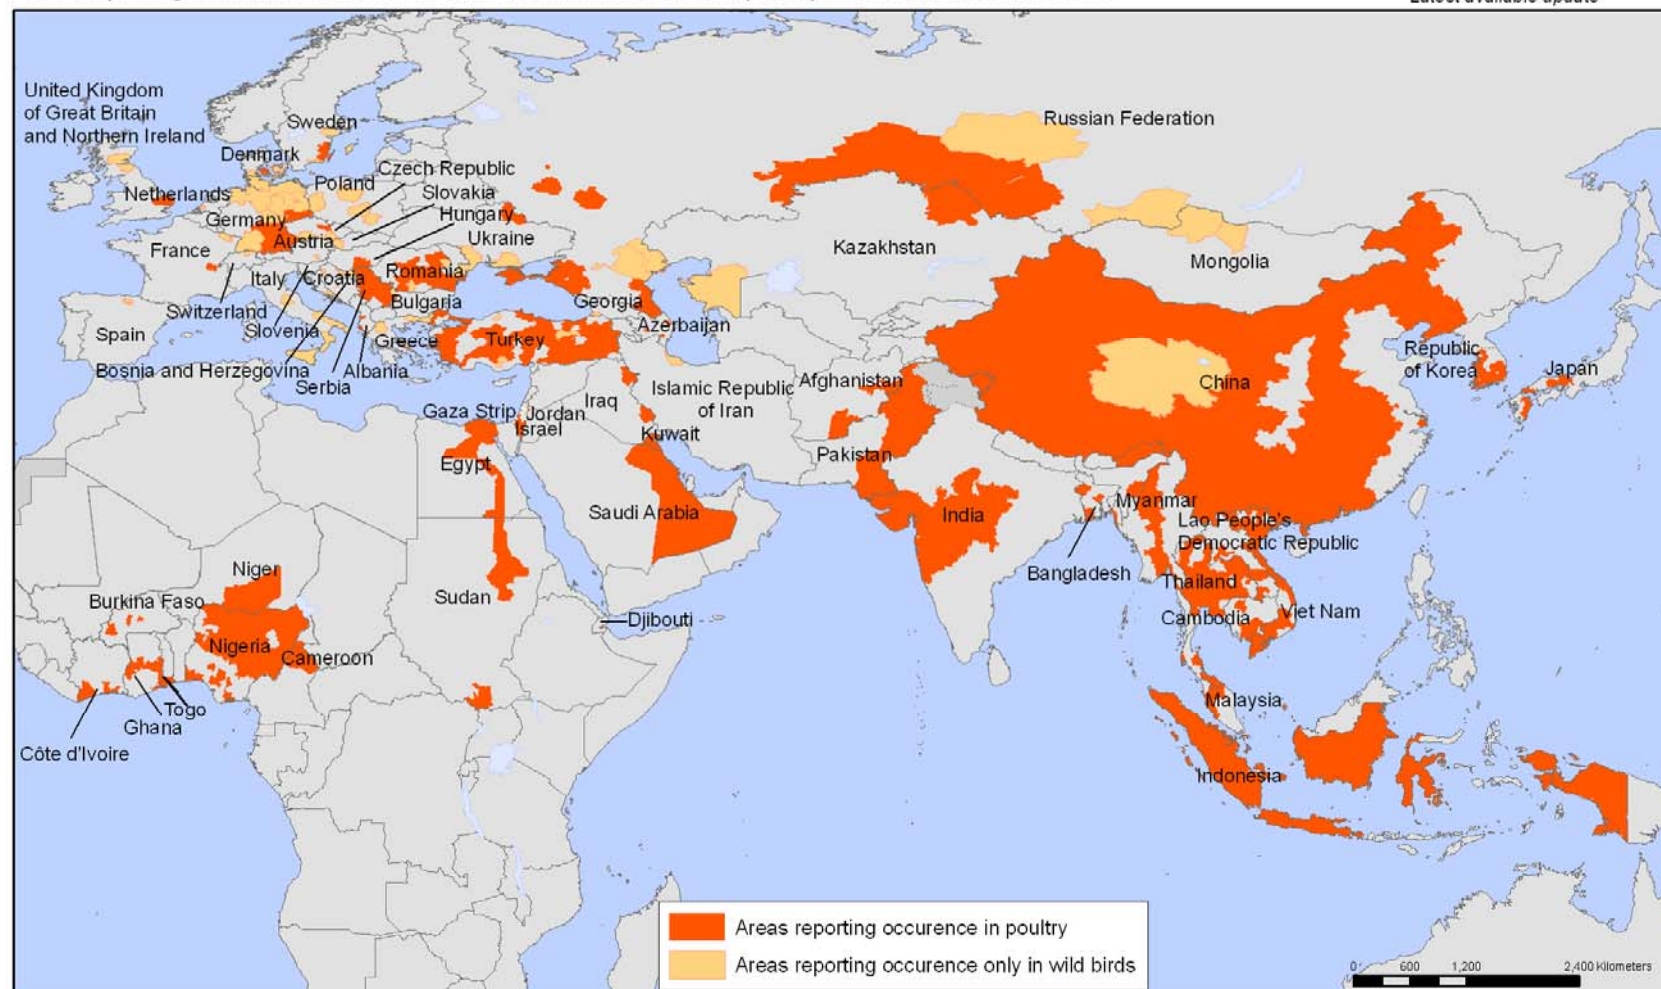 Latest available update
United Kingdom
of Great Britain
and Northern Ireland
Sweden
Denmark
Russian Federation
Czech Republic
Netherlands
Poland
Slovakia
Germany
Hungary
Austria
Ukraine
France
Kazakhstan
Italy
Croatia
Romania
Mongolia
Switzerland
Bulgaria
Georgia
Slovenia
Azerbaijan
Spain
Greece
Turkey
Republic
of Korea
Japan
Bosnia and Herzegovina
Albania
Serbia
Islamic Republic
of Iran
Afghanistan
China
Gaza Strip
Jordan
Iraq
Israel
Kuwait
Egypt
Pakistan
Saudi Arabia
India
Myanmar
Lao People's
Democratic Republic
Niger
Bangladesh
Thailand
Burkina Faso
Sudan
Djibouti
Cambodia
Viet Nam
Nigeria
Cameroon
Togo
Ghana
Malaysia
Côte d'Ivoire
Indonesia
Areas reporting occurence in poultry
Areas reporting occurence only in wild birds
0 600 1,200 2,400 Kilometers